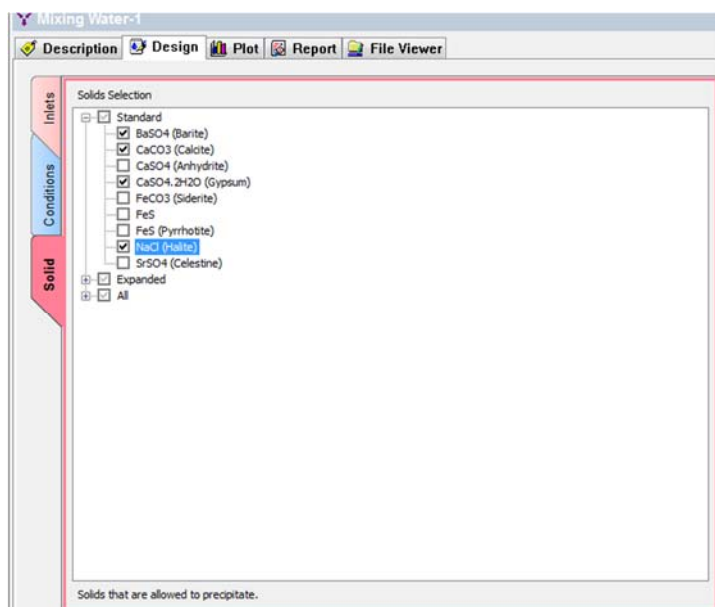 Mixing Water-1
Description Design Plot Report File Viewer
Inlets
Conditions
Solid
Solids Selection
Standard
BaSO4 (Barite)
CaCO3 (Calcite)
CaSO4 (Anhydrite)
CaSO4.2H2O (Gypsum)
FeCO3 (Siderite)
FeS
FeS (Pyrrhotite)
NaCl (Halite)
SrSO4 (Celestine)
Expanded
All
Solids that are allowed to precipitate.